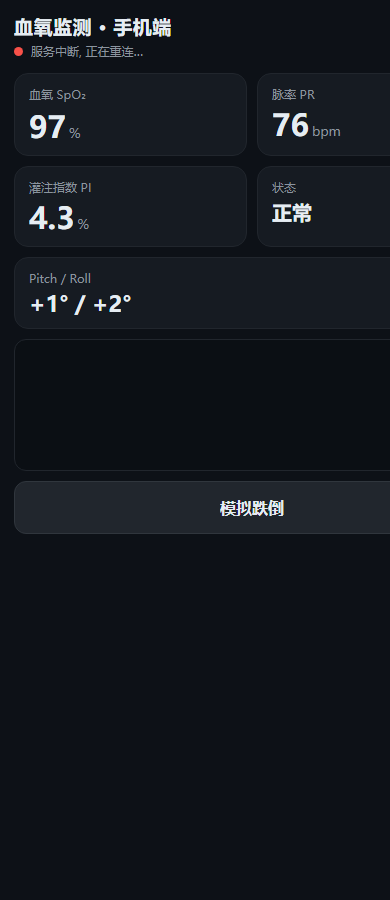 血氧监测 · 手机端
服务中断, 正在重连...
血氧 SpO₂
97 %
脉率 PR
76 bpm
灌注指数 PI
4.3 %
状态
正常
Pitch / Roll
+1° / +2°
模拟跌倒